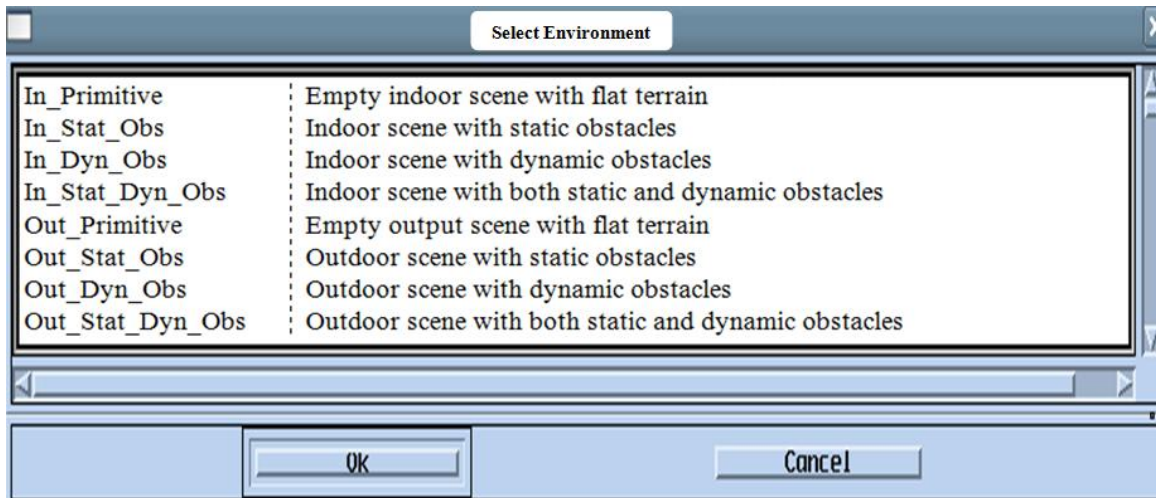 Select Environment
In_Primitive Empty indoor scene with flat terrain
In_Stat_Obs Indoor scene with static obstacles
In_Dyn_Obs Indoor scene with dynamic obstacles
In_Stat_Dyn_Obs Indoor scene with both static and dynamic obstacles
Out_Primitive Empty output scene with flat terrain
Out_Stat_Obs Outdoor scene with static obstacles
Out_Dyn_Obs Outdoor scene with dynamic obstacles
Out_Stat_Dyn_Obs Outdoor scene with both static and dynamic obstacles
OK Cancel